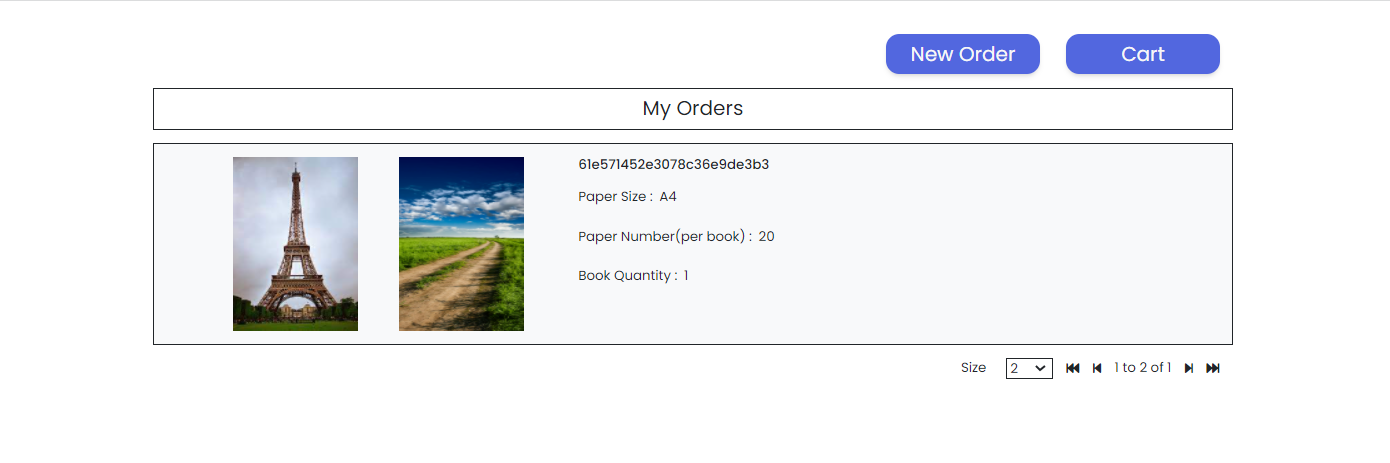 New Order
Cart
My Orders
61e571452e3078c36e9de3b3
Paper Size : A4
Paper Number(per book) : 20
Book Quantity : 1
Size 2 1 to 2 of 1